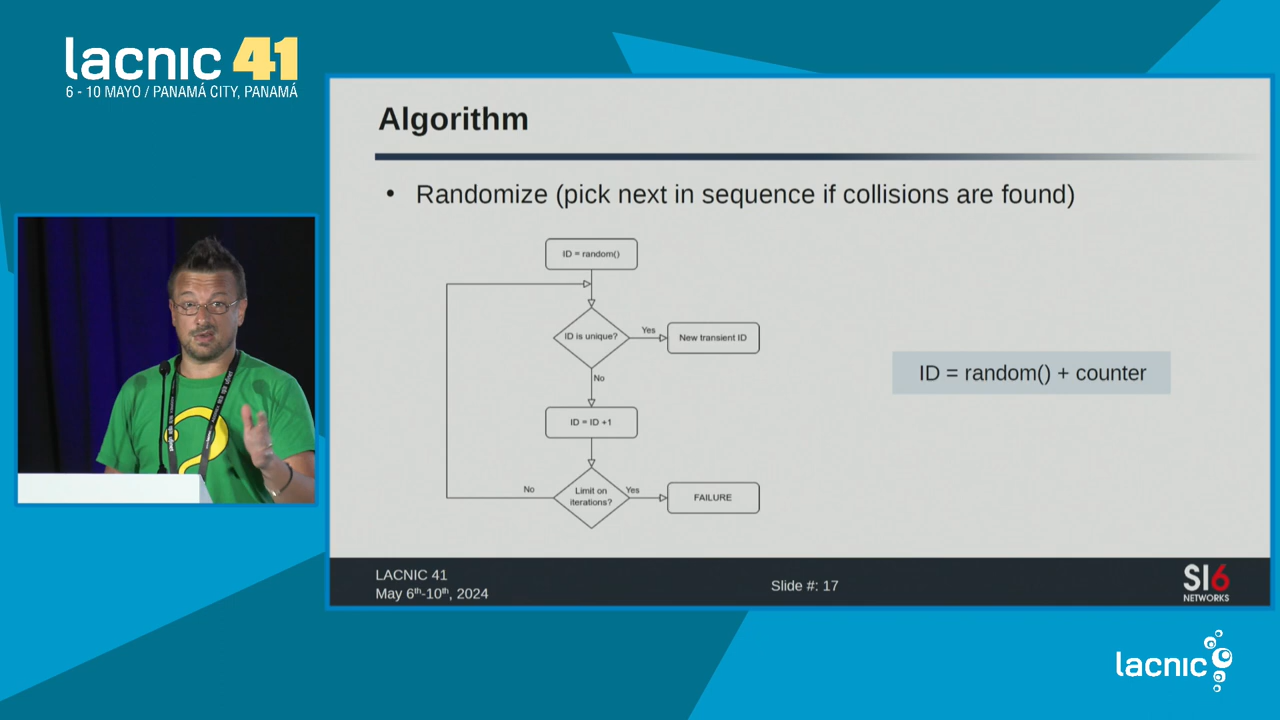 lacnic 41
6 - 10 MAYO / PANAMÁ CITY, PANAMÁ
Algorithm
• Randomize (pick next in sequence if collisions are found)
ID = random()
ID is unique?
Yes
New transient ID
No
ID = ID +1
Limit on
iterations?
No
Yes
FAILURE
ID = random() + counter
LACNIC 41
May 6th-10th, 2024
Slide #: 17
SI6
NETWORKS
lacnic